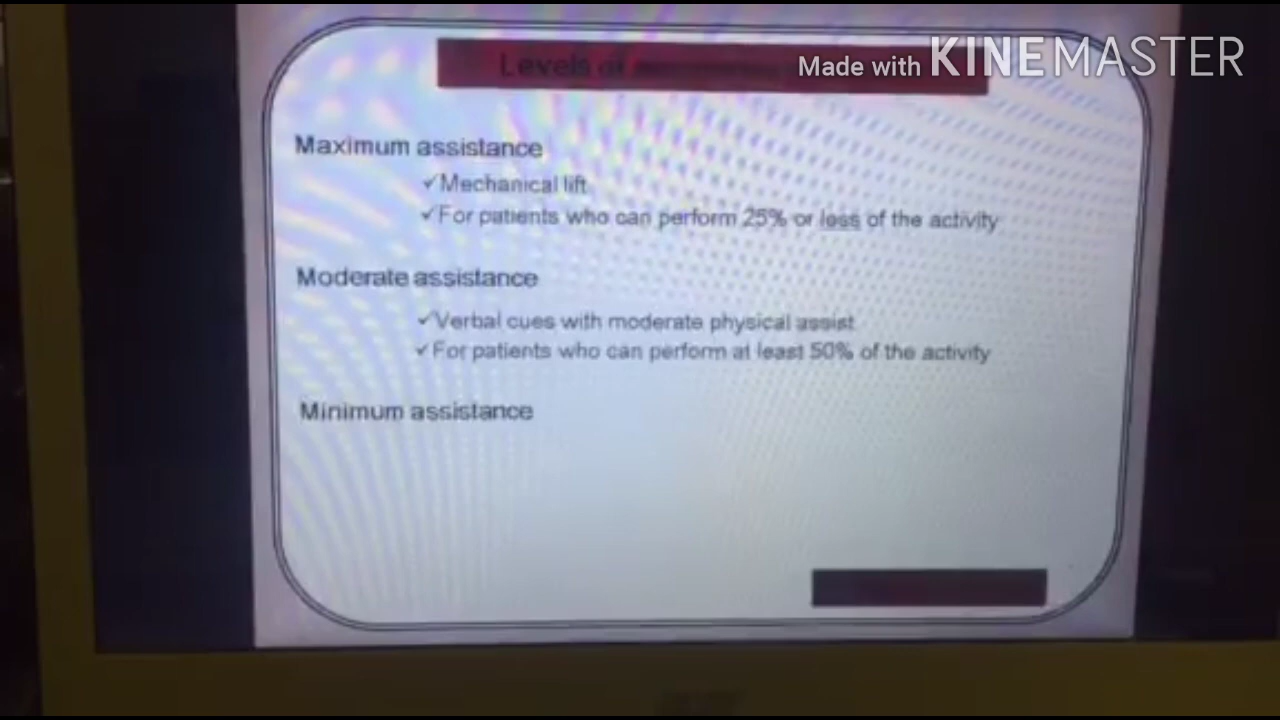 Levels of
Made with KINEMASTER
Maximum assistance
✓Mechanical lift
✓For patients who can perform 25% or less of the activity
Moderate assistance
✓Verbal cues with moderate physical assist
✓For patients who can perform at least 50% of the activity
Minimum assistance